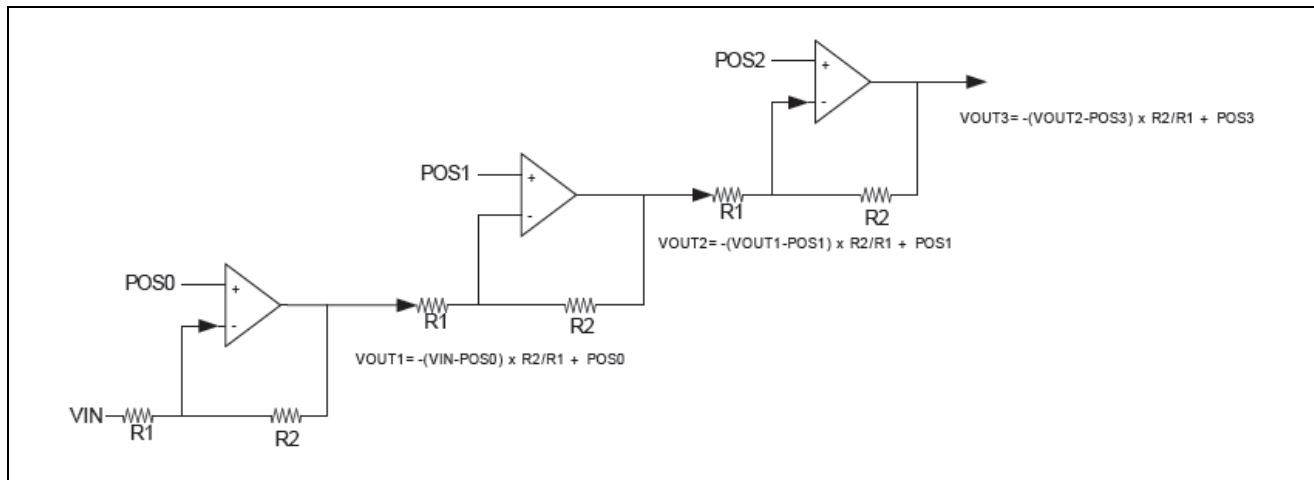 POS2
+
-
VOUT3= -(VOUT2-POS3) x R2/R1 + POS3
POS1
+
-
R1
R2
VOUT2= -(VOUT1-POS1) x R2/R1 + POS1
POS0
+
-
R1
R2
VOUT1= -(VIN-POS0) x R2/R1 + POS0
VIN
R1
R2